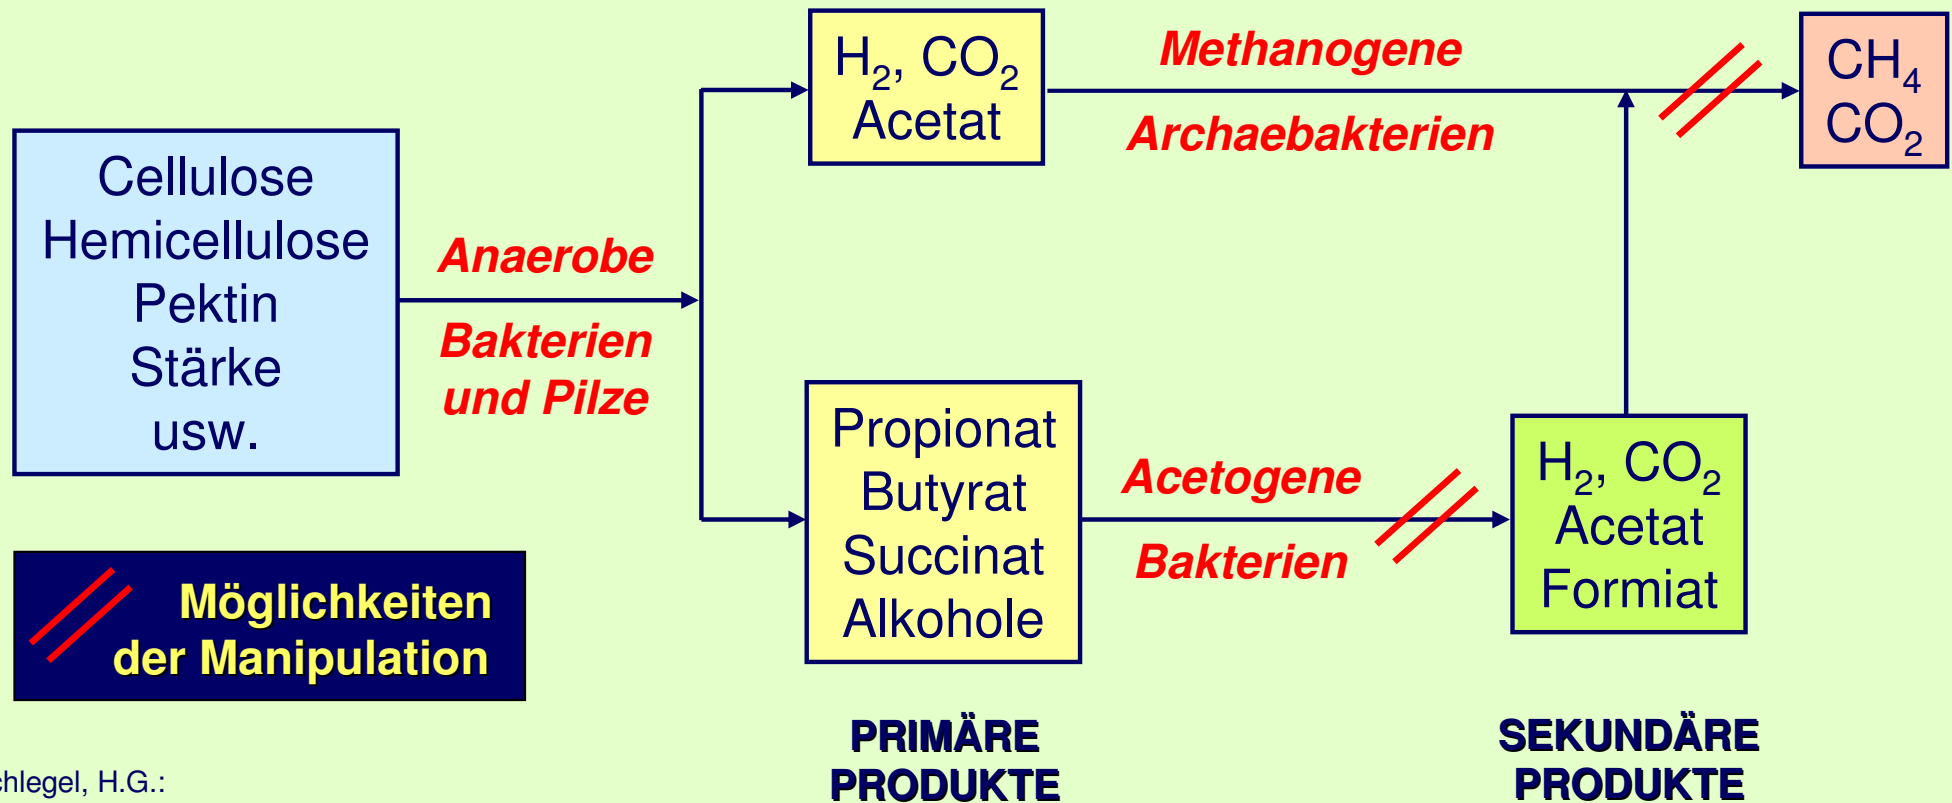 Cellulose
Hemicellulose
Pektin
Stärke
usw.
Anaerobe
Bakterien
und Pilze
H₂, CO₂
Acetat
Methanogene
Archaebakterien
CH₄
CO₂
Propionat
Butyrat
Succinat
Alkohole
Acetogene
Bakterien
H₂, CO₂
Acetat
Formiat
Möglichkeiten
der Manipulation
PRIMÄRE
PRODUKTE
SEKUNDÄRE
PRODUKTE
chlegel, H.G.: